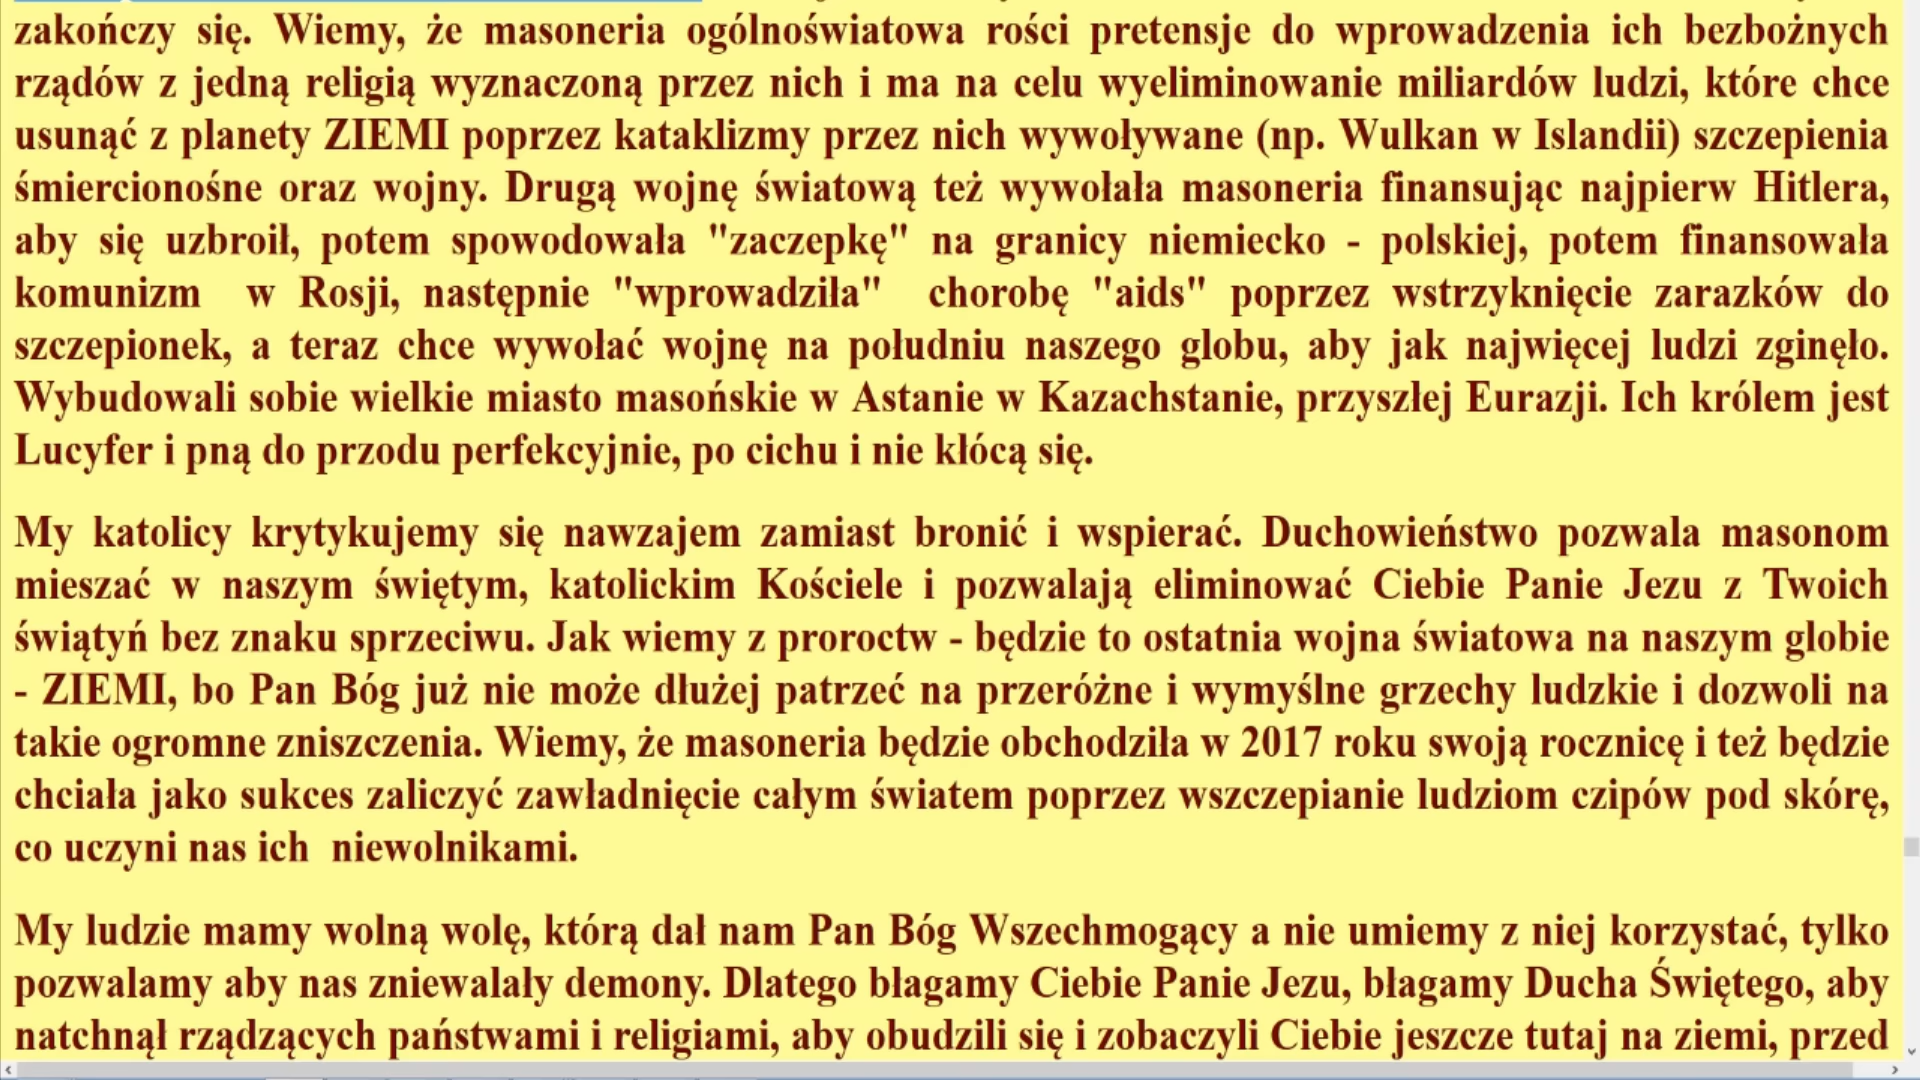 zakończy się. Wiemy, że masoneria ogólnoświatowa rości pretensje do wprowadzenia ich bezbożnych
rządów z jedną religią wyznaczoną przez nich i ma na celu wyeliminowanie miliardów ludzi, które chce
usunąć z planety ZIEMI poprzez kataklizmy przez nich wywoływane (np. Wulkan w Islandii) szczepienia
śmiercionośne oraz wojny. Drugą wojnę światową też wywołała masoneria finansując najpierw Hitlera,
aby się uzbroił, potem spowodowała "zaczepkę" na granicy niemiecko - polskiej, potem finansowała
komunizm w Rosji, następnie "wprowadziła" chorobę "aids" poprzez wstrzyknięcie zarazków do
szczepionek, a teraz chce wywołać wojnę na południu naszego globu, aby jak najwięcej ludzi zginęło.
Wybudowali sobie wielkie miasto masońskie w Astanie w Kazachstanie, przyszłej Eurazji. Ich królem jest
Lucyfer i pną do przodu perfekcyjnie, po cichu i nie kłócą się.
My katolicy krytykujemy się nawzajem zamiast bronić i wspierać. Duchowieństwo pozwala masonom
mieszać w naszym świętym, katolickim Kościele i pozwalają eliminować Ciebie Panie Jezu z Twoich
świątyń bez znaku sprzeciwu. Jak wiemy z proroctw - będzie to ostatnia wojna światowa na naszym globie
- ZIEMI, bo Pan Bóg już nie może dłużej patrzeć na przeróżne i wymyślne grzechy ludzkie i dozwoli na
takie ogromne zniszczenia. Wiemy, że masoneria będzie obchodziła w 2017 roku swoją rocznicę i też będzie
chciała jako sukces zaliczyć zawładnięcie całym światem poprzez wszczepianie ludziom czipów pod skórę,
co uczyni nas ich niewolnikami.
My ludzie mamy wolną wolę, którą dał nam Pan Bóg Wszechmogący a nie umiemy z niej korzystać, tylko
pozwalamy aby nas zniewalały demony. Dlatego błagamy Ciebie Panie Jezu, błagamy Ducha Świętego, aby
natchnął rządzących państwami i religiami, aby obudzili się i zobaczyli Ciebie jeszcze tutaj na ziemi, przed